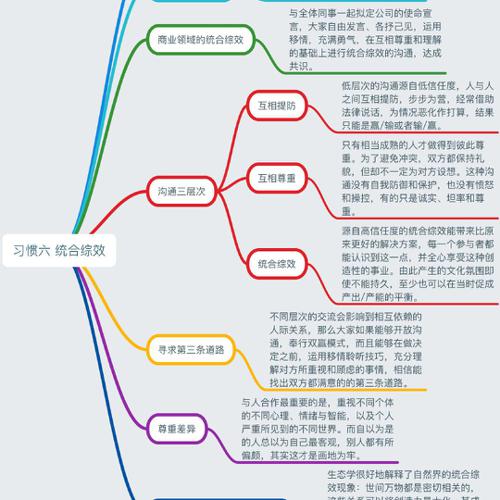 与全体同事一起拟定公司的使命宣
言，大家自由发言、各抒己见，运用
移情，充满勇气，在互相尊重和理解
的基础上进行统合综效的沟通，达成
共识。
商业领域的统合综效
低层次的沟通源自低信任度，人与人
之间互相提防，步步为营，经常借助
法律说话，为情况恶化作打算，结果
只能是赢/输或者输/赢。
互相提防
只有相当成熟的人才做得到彼此尊
重。为了避免冲突，双方都保持礼
貌，但却不一定为对方设想。这种沟
通没有自我防御和保护，也没有愤怒
和操控，有的只是诚实、坦率和尊
重。
互相尊重
沟通三层次
源自高信任度的统合综效能带来比原
来更好的解决方案，每一个参与者都
能认识到这一点，并全心享受这种创
造性的事业。由此产生的文化氛围即
使不能持久，至少也可以在当时促成
产出/产能的平衡。
统合综效
习惯六 统合综效
不同层次的交流会影响到相互依赖的
人际关系，那么大家如果能够开放沟
通，奉行双赢模式，而且能够在做决
定之前，运用移情聆听技巧，充分理
解对方所重视和顾虑的事情，相信能
找出双方都满意的的第三条道路。
寻求第三条道路
与人合作最重要的是，重视不同个体
的不同心理、情绪与智能，以及个人
严重所见到的不同世界。而自以为是
的人总以为自己最客观，别人都有所
偏颇，其实这才是画地为牢。
尊重差异
生态学很好地解释了自然界的统合综
效现象：世间万物都是密切相关的，